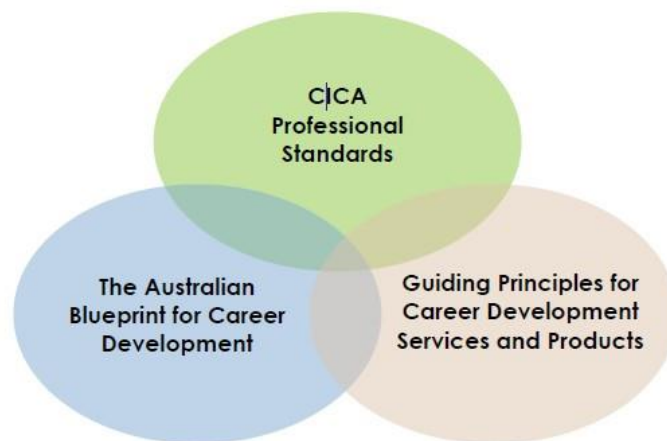 CICA
Professional
Standards
The Australian
Blueprint for Career
Development
Guiding Principles for
Career Development
Services and Products